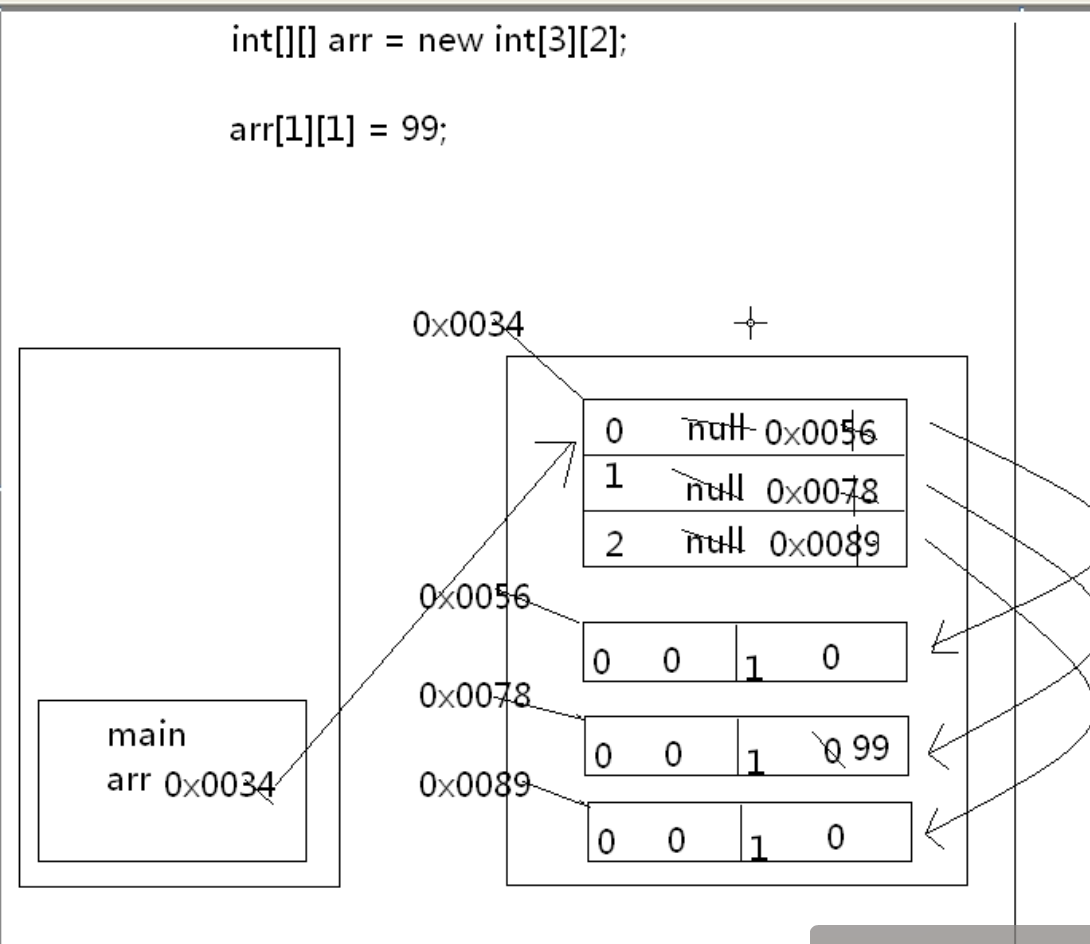 int[][] arr = new int[3][2];
arr[1][1] = 99;
0x0034
0 null 0x0056
1 null 0x0078
2 null 0x0089
0x0056
0 0 1 0
0x0078
0 0 1 0 99
main
arr 0x0034
0x0089
0 0 1 0